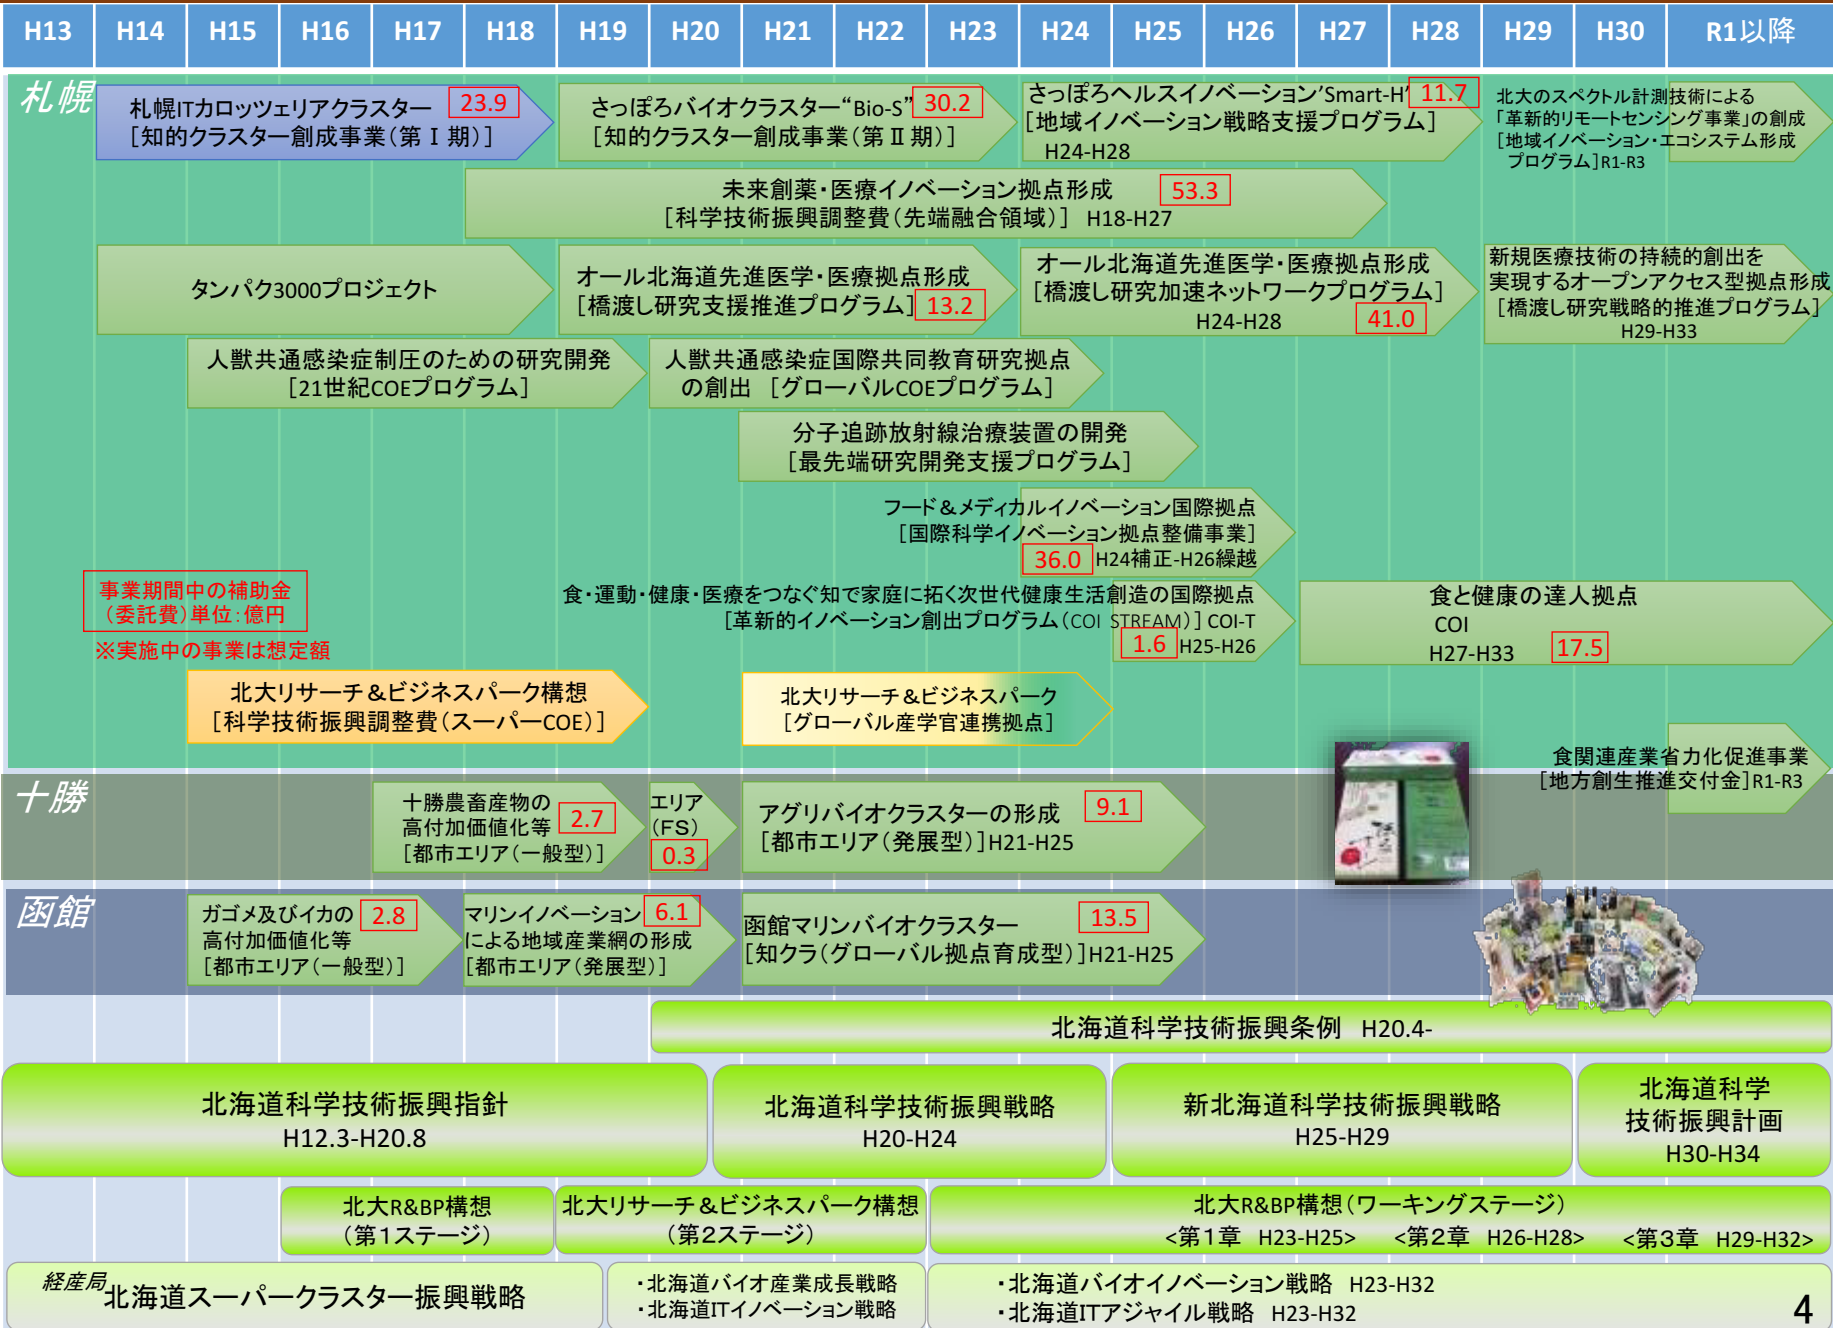 H13 H14 H15 H16 H17 H18 H19 H20 H21 H22 H23 H24 H25 H26 H27 H28 H29 H30 R1以降
札幌
札幌ITカロッツェリアクラスター 23.9
[知的クラスター創成事業(第Ⅰ期)]
さっぽろバイオクラスター“Bio-S” 30.2
[知的クラスター創成事業(第Ⅱ期)]
さっぽろヘルスイノベーション’Smart-H’ 11.7
[地域イノベーション戦略支援プログラム]
H24-H28
北大のスペクトル計測技術による
「革新的リモートセンシング事業」の創成
[地域イノベーション・エコシステム形成
プログラム]R1-R3
未来創薬・医療イノベーション拠点形成 53.3
[科学技術振興調整費(先端融合領域)] H18-H27
タンパク3000プロジェクト
オール北海道先進医学・医療拠点形成
[橋渡し研究支援推進プログラム] 13.2
オール北海道先進医学・医療拠点形成
[橋渡し研究加速ネットワークプログラム]
H24-H28 41.0
新規医療技術の持続的創出を
実現するオープンアクセス型拠点形成
[橋渡し研究戦略的推進プログラム]
H29-H33
人獣共通感染症制圧のための研究開発
[21世紀COEプログラム]
人獣共通感染症国際共同教育研究拠点
の創出 [グローバルCOEプログラム]
分子追跡放射線治療装置の開発
[最先端研究開発支援プログラム]
フード&メディカルイノベーション国際拠点
[国際科学イノベーション拠点整備事業]
36.0 H24補正-H26繰越
事業期間中の補助金
(委託費)単位:億円
※実施中の事業は想定額
食・運動・健康・医療をつなぐ知で家庭に拓く次世代健康生活創造の国際拠点
[革新的イノベーション創出プログラム(COI STREAM)] COI-T
1.6 H25-H26
食と健康の達人拠点
COI
H27-H33 17.5
北大リサーチ&ビジネスパーク構想
[科学技術振興調整費(スーパーCOE)]
北大リサーチ&ビジネスパーク
[グローバル産学官連携拠点]
食関連産業省力化促進事業
[地方創生推進交付金]R1-R3
十勝
十勝農畜産物の
高付加価値化等 2.7
[都市エリア(一般型)]
エリア
(FS)
0.3
アグリバイオクラスターの形成 9.1
[都市エリア(発展型)]H21-H25
函館
ガゴメ及びイカの 2.8
高付加価値化等
[都市エリア(一般型)]
マリンイノベーション 6.1
による地域産業網の形成
[都市エリア(発展型)]
函館マリンバイオクラスター 13.5
[知クラ(グローバル拠点育成型)]H21-H25
北海道科学技術振興条例 H20.4-
北海道科学技術振興指針
H12.3-H20.8
北海道科学技術振興戦略
H20-H24
新北海道科学技術振興戦略
H25-H29
北海道科学
技術振興計画
H30-H34
北大R&BP構想
(第1ステージ)
北大リサーチ&ビジネスパーク構想
(第2ステージ)
北大R&BP構想(ワーキングステージ)
<第1章 H23-H25> <第2章 H26-H28> <第3章 H29-H32>
経産局 北海道スーパークラスター振興戦略
・北海道バイオ産業成長戦略
・北海道ITイノベーション戦略
・北海道バイオイノベーション戦略 H23-H32
・北海道ITアジャイル戦略 H23-H32
4